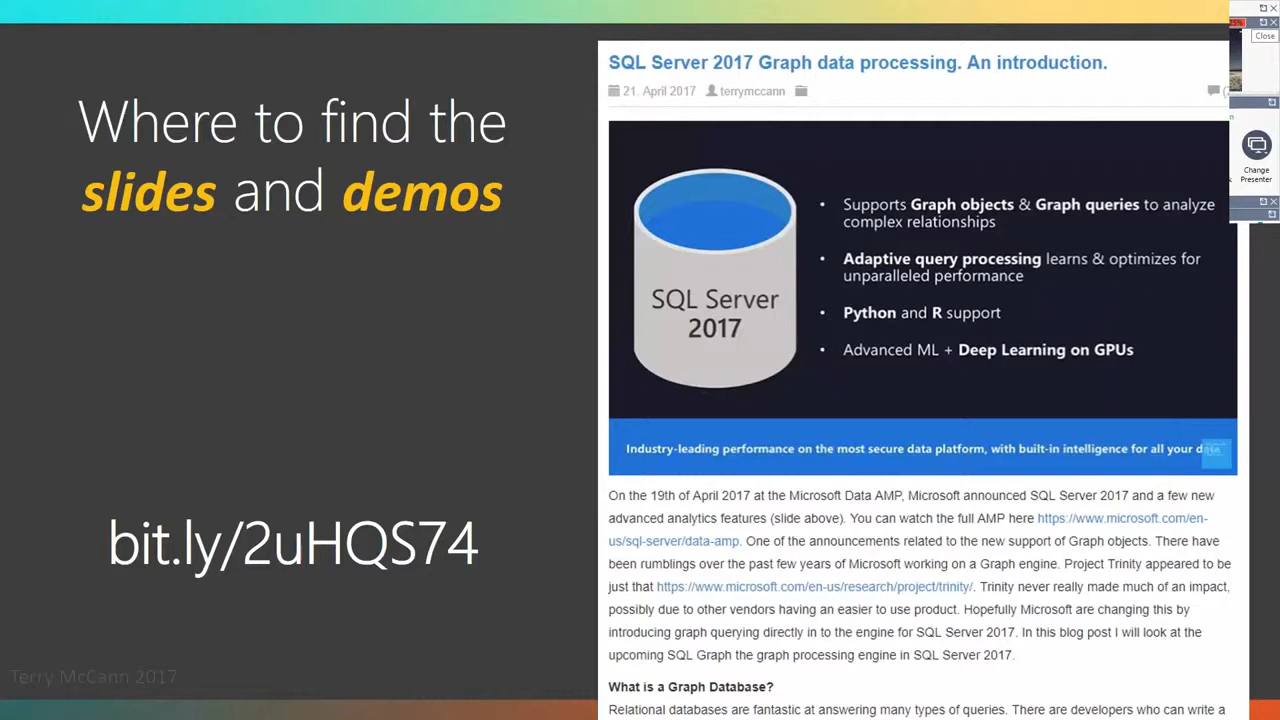 Where to find the
slides and demos
bit.ly/2uHQS74
Terry McCann 2017
SQL Server 2017 Graph data processing. An introduction.
21. April 2017 terrymccann
SQL Server
2017
• Supports Graph objects & Graph queries to analyze
complex relationships
• Adaptive query processing learns & optimizes for
unparalleled performance
• Python and R support
• Advanced ML + Deep Learning on GPUs
Industry-leading performance on the most secure data platform, with built-in intelligence for all your data
On the 19th of April 2017 at the Microsoft Data AMP, Microsoft announced SQL Server 2017 and a few new
advanced analytics features (slide above). You can watch the full AMP here https://www.microsoft.com/en-
us/sql-server/data-amp. One of the announcements related to the new support of Graph objects. There have
been rumblings over the past few years of Microsoft working on a Graph engine. Project Trinity appeared to be
just that https://www.microsoft.com/en-us/research/project/trinity/. Trinity never really made much of an impact,
possibly due to other vendors having an easier to use product. Hopefully Microsoft are changing this by
introducing graph querying directly in to the engine for SQL Server 2017. In this blog post I will look at the
upcoming SQL Graph the graph processing engine in SQL Server 2017.
What is a Graph Database?
Relational databases are fantastic at answering many types of queries. There are developers who can write a
Close
Change
Presenter